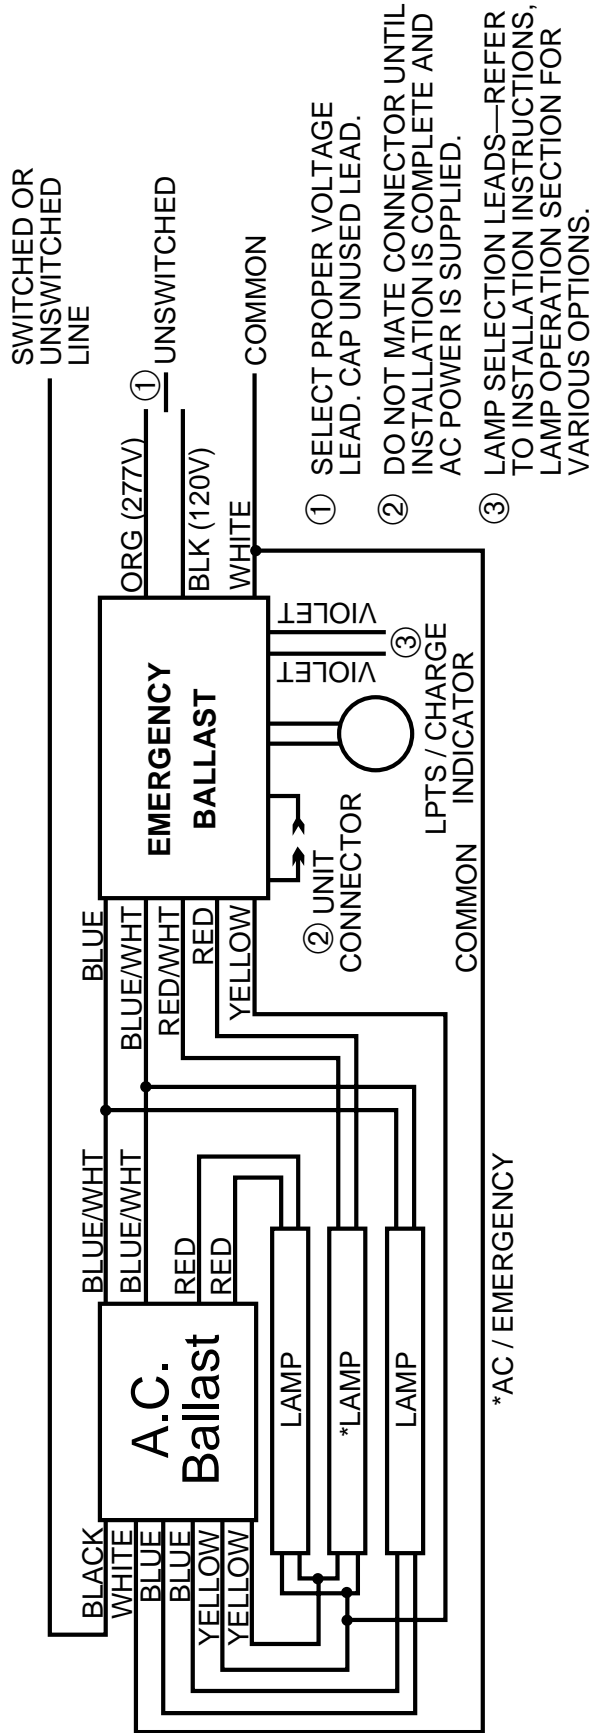 SWITCHED OR
UNSWITCHED
LINE
BLACK
WHITE
BLUE
BLUE
YELLOW
YELLOW
A.C.
Ballast
BLUE/WHT
BLUE/WHT
RED
RED
BLUE
BLUE/WHT
RED/WHT
RED
YELLOW
EMERGENCY
BALLAST
ORG (277V)
BLK (120V)
WHITE
① UNSWITCHED
COMMON
LAMP
*LAMP
LAMP
② UNIT
CONNECTOR
VIOLET
VIOLET
③
LPTS / CHARGE
INDICATOR
COMMON
*AC / EMERGENCY
① SELECT PROPER VOLTAGE
LEAD. CAP UNUSED LEAD.
② DO NOT MATE CONNECTOR UNTIL
INSTALLATION IS COMPLETE AND
AC POWER IS SUPPLIED.
③ LAMP SELECTION LEADS—REFER
TO INSTALLATION INSTRUCTIONS,
LAMP OPERATION SECTION FOR
VARIOUS OPTIONS.